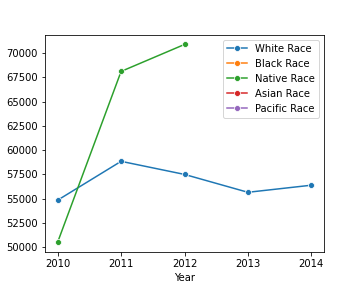 70000
67500
65000
62500
60000
57500
55000
52500
50000
2010 2011 2012 2013 2014
Year
White Race
Black Race
Native Race
Asian Race
Pacific Race